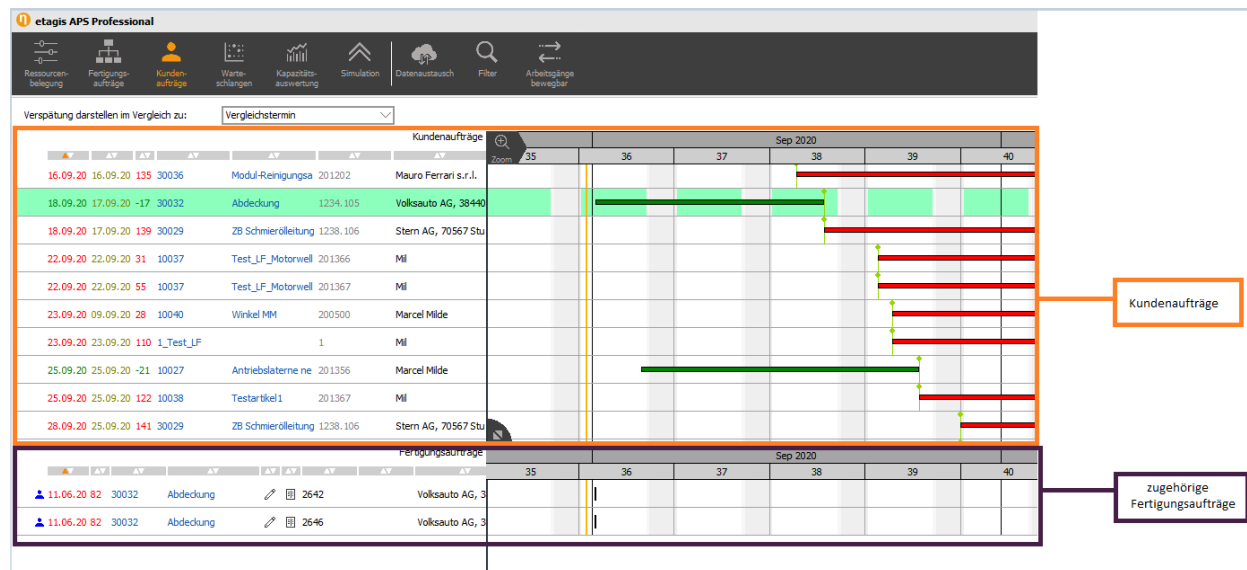 etagis APS Professional
Ressourcen-
belegung
Fertigungs-
aufträge
Kunden-
aufträge
Warte-
schlangen
Kapazitäts-
auswertung
Simulation
Datenaustausch
Filter
Arbeitsgänge
bewegbar
Verspätung darstellen im Vergleich zu: Vergleichstermin
Kundenaufträge
Zoom
Sep 2020
35 36 37 38 39 40
16.09.20 16.09.20 135 30036 Modul-Reinigungsa 201202 Mauro Ferrari s.r.l.
18.09.20 17.09.20 -17 30032 Abdeckung 1234.105 Volksauto AG, 38440
18.09.20 17.09.20 139 30029 ZB Schmierölleitung 1238.106 Stern AG, 70567 Stu
22.09.20 22.09.20 31 10037 Test_LF_Motorwell 201366 Mil
22.09.20 22.09.20 55 10037 Test_LF_Motorwell 201367 Mil
23.09.20 09.09.20 28 10040 Winkel MM 200500 Marcel Milde
23.09.20 23.09.20 110 1_Test_LF 1 Mil
25.09.20 25.09.20 -21 10027 Antriebslaterne ne 201356 Marcel Milde
25.09.20 25.09.20 122 10038 Testartikel1 201367 Mil
28.09.20 25.09.20 141 30029 ZB Schmierölleitung 1238.106 Stern AG, 70567 Stu
Kundenaufträge
Fertigungsaufträge
Sep 2020
35 36 37 38 39 40
11.06.20 82 30032 Abdeckung 2642 Volksauto AG, 3
11.06.20 82 30032 Abdeckung 2646 Volksauto AG, 3
zugehörige
Fertigungsaufträge